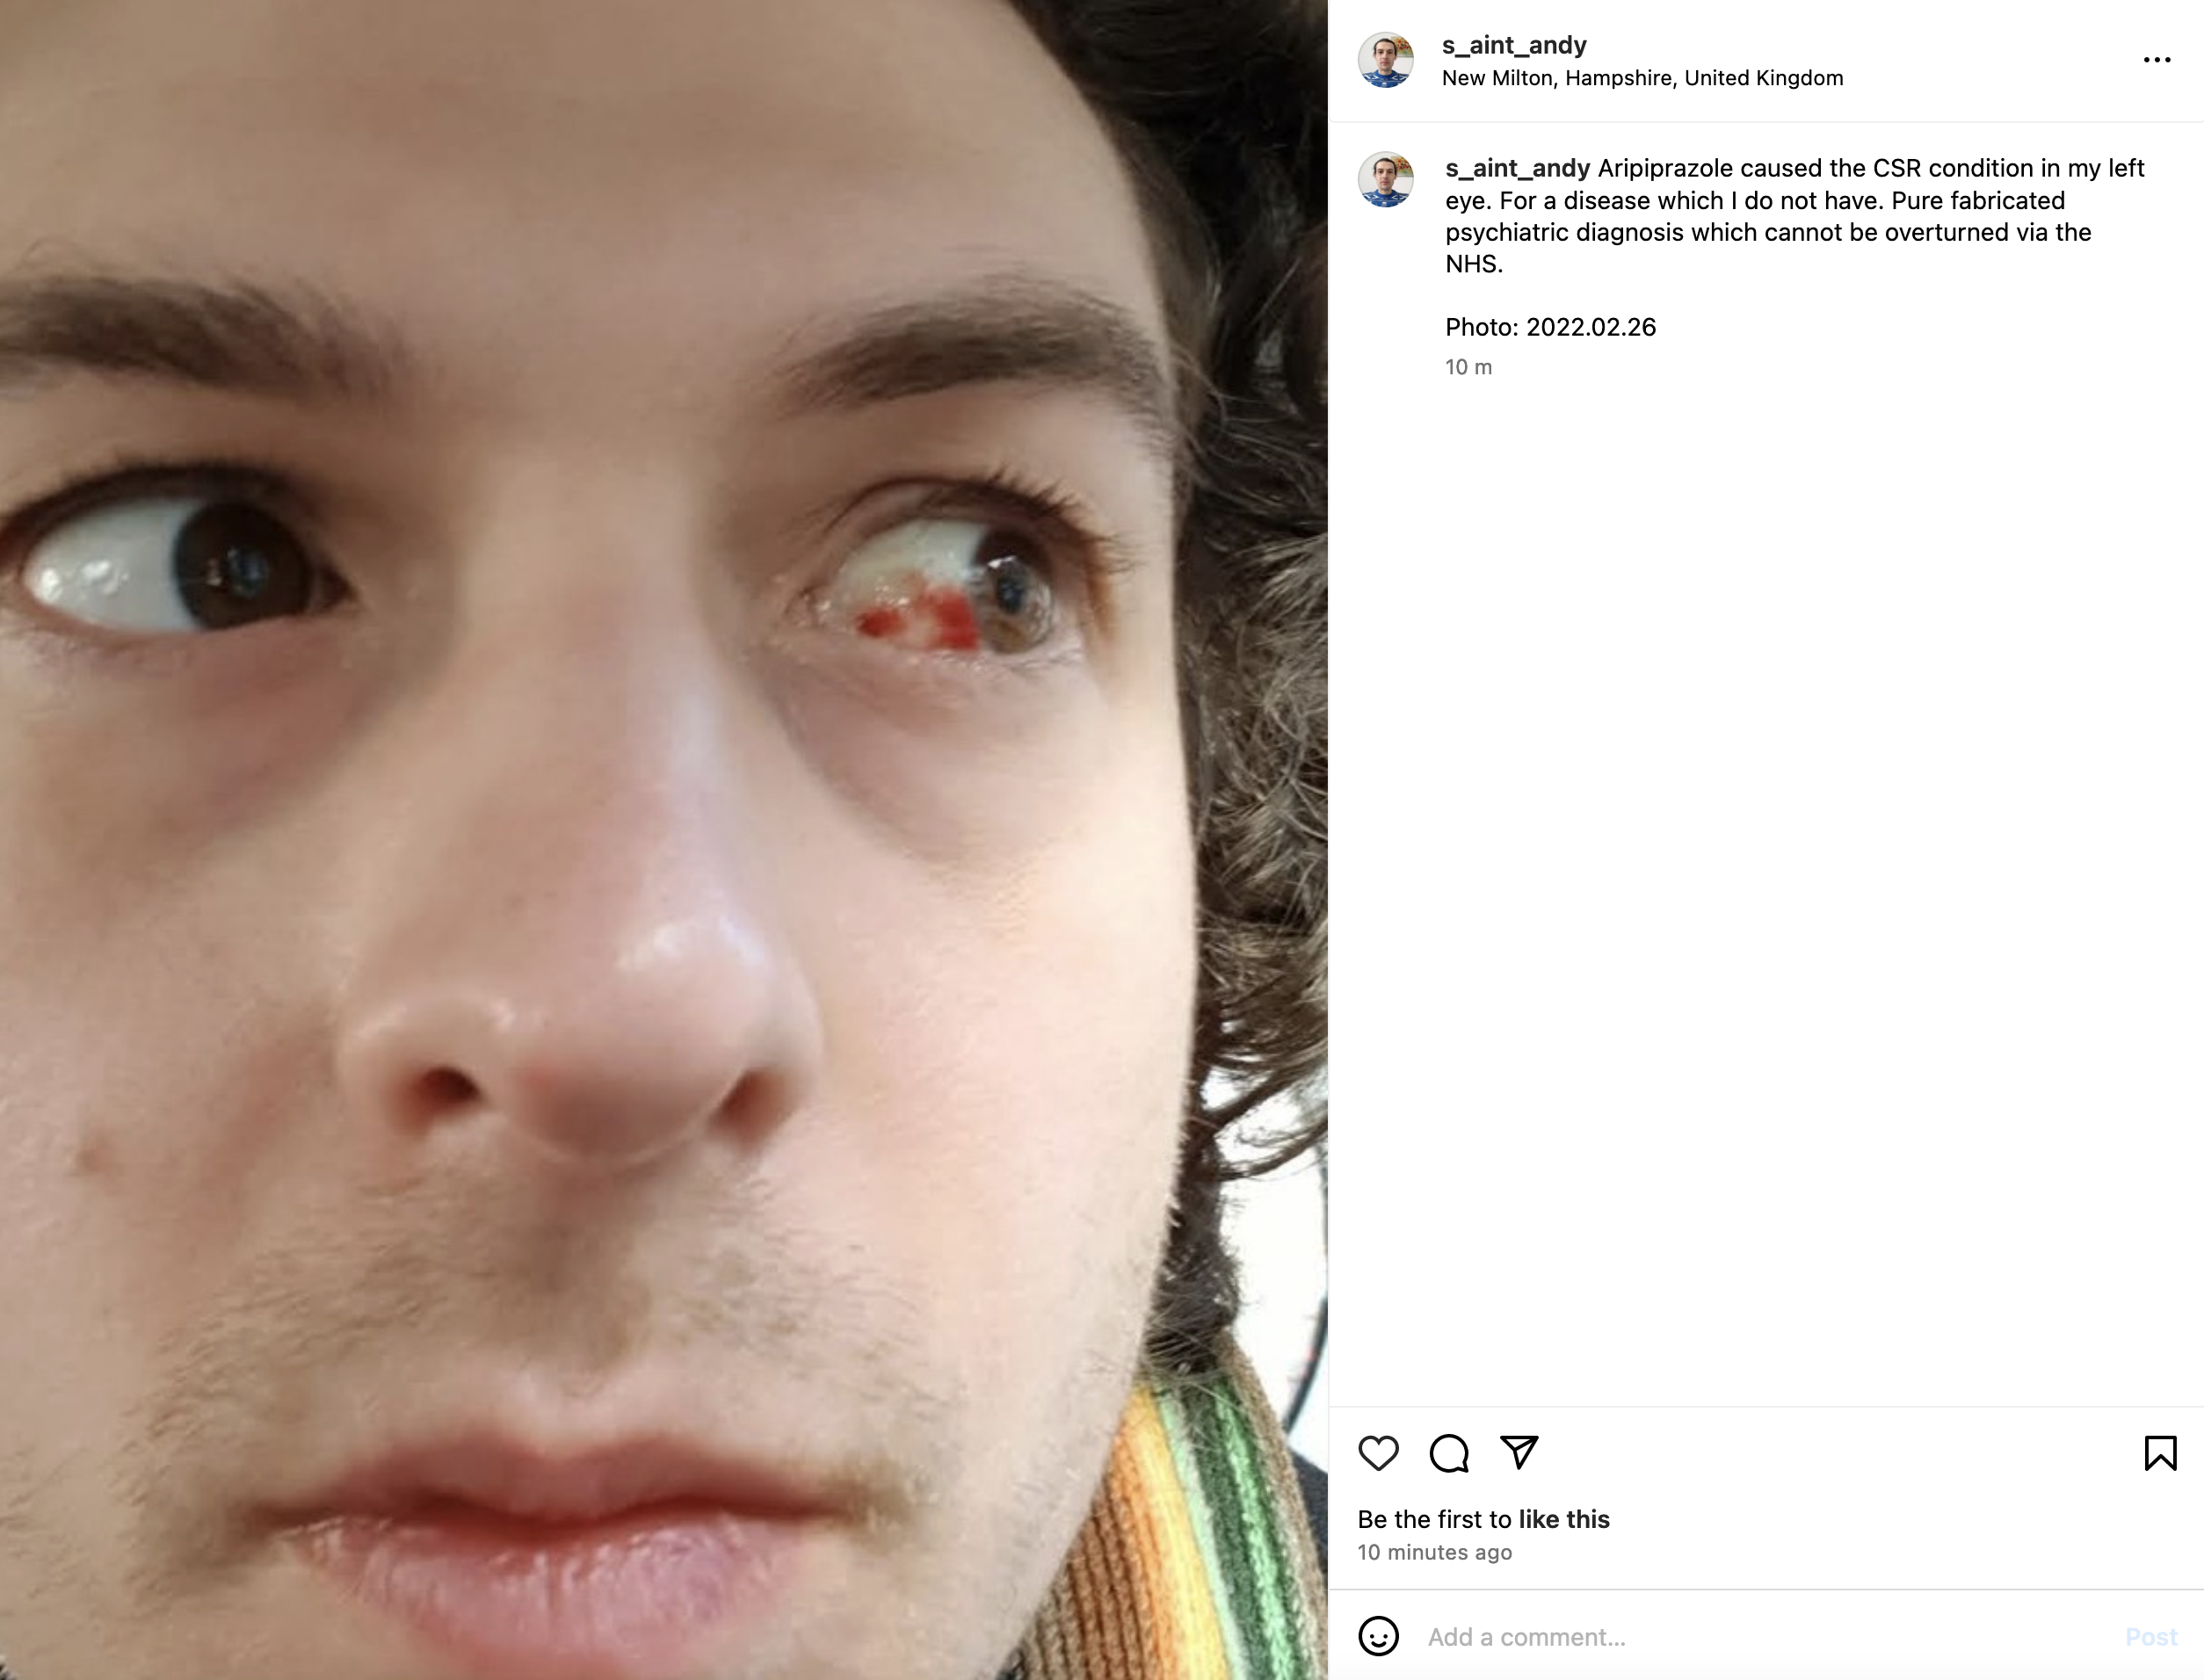 s_aint_andy
New Milton, Hampshire, United Kingdom
s_aint_andy Aripiprazole caused the CSR condition in my left
eye. For a disease which I do not have. Pure fabricated
psychiatric diagnosis which cannot be overturned via the
NHS.
Photo: 2022.02.26
10 m
Be the first to like this
10 minutes ago
Add a comment...
Post